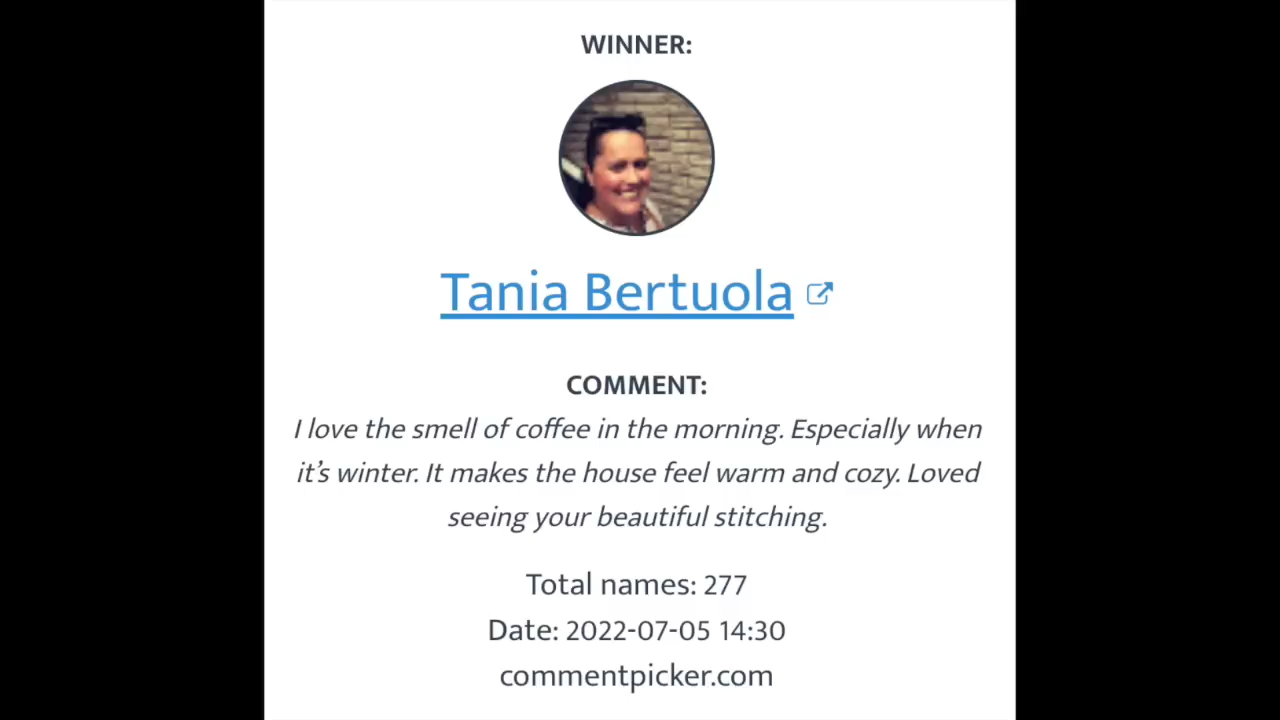 WINNER:
Tania Bertuola
COMMENT:
I love the smell of coffee in the morning. Especially when
it’s winter. It makes the house feel warm and cozy. Loved
seeing your beautiful stitching.
Total names: 277
Date: 2022-07-05 14:30
commentpicker.com